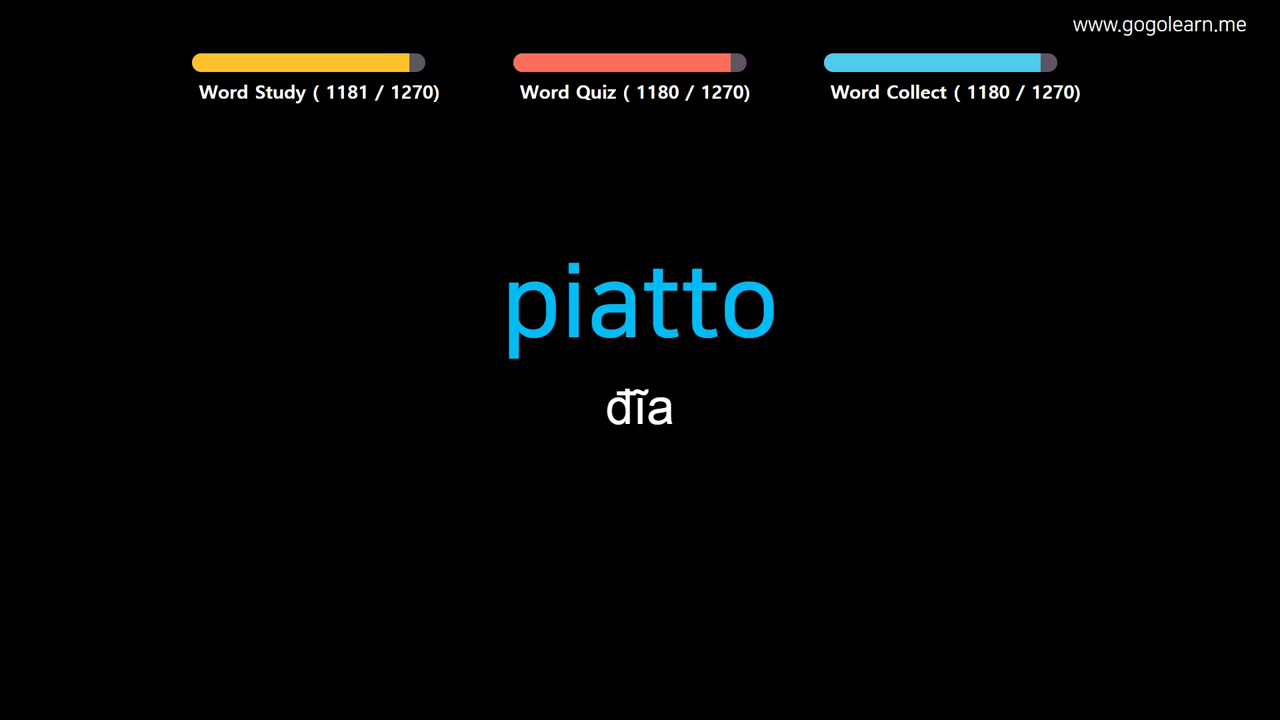 www.gogolearn.me
Word Study ( 1181 / 1270)
Word Quiz ( 1180 / 1270)
Word Collect ( 1180 / 1270)
piatto
đĩa